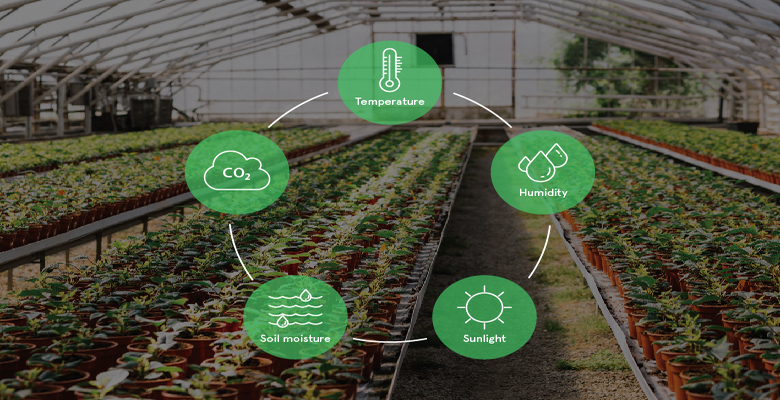 Temperature
CO₂
Humidity
Soil moisture
Sunlight